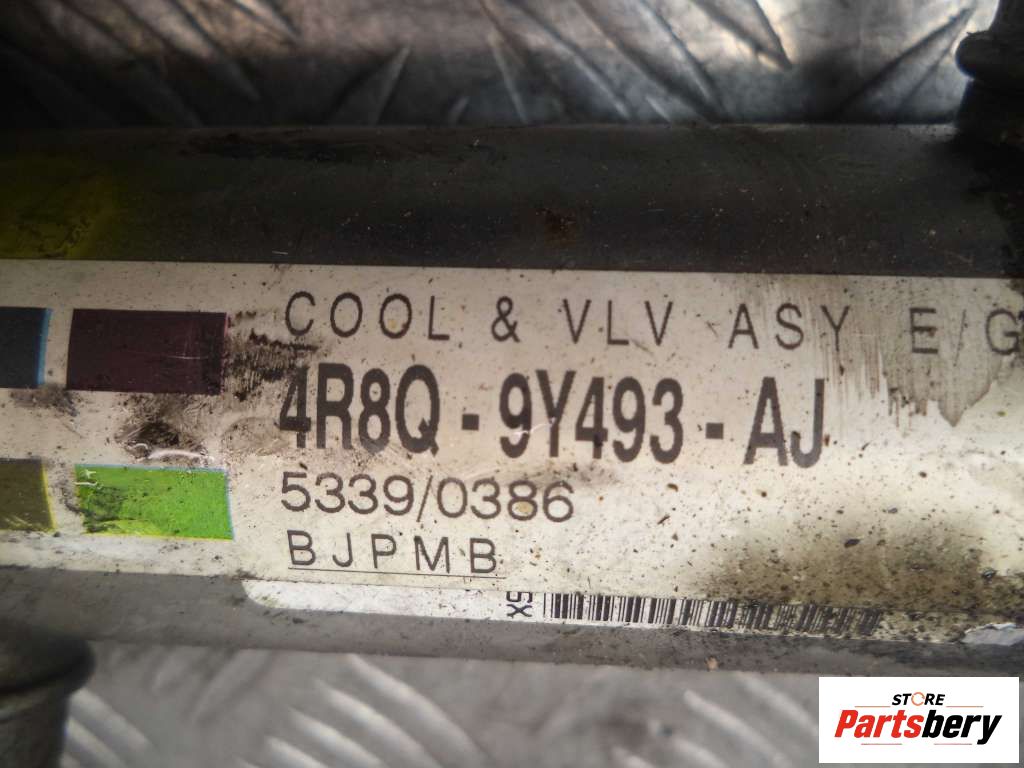 COOL & VLV ASY E/G
4R8Q - 9Y493 - AJ
5339/0386
BJPMB
STORE
Partsbery